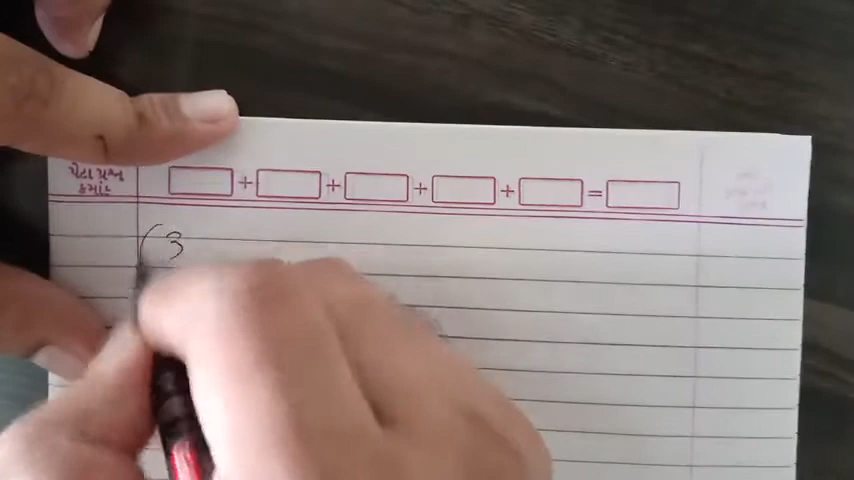 પેટા પ્રશ્ન + + + + =
ક્રમાંક
(3